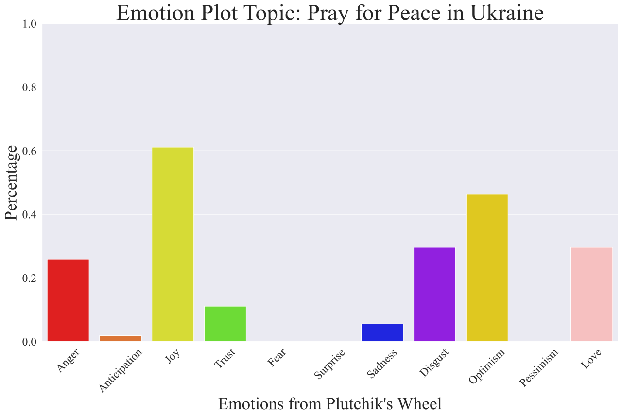 Emotion Plot Topic: Pray for Peace in Ukraine
Percentage
1.0
0.8
0.6
0.4
0.2
0.0
Anger
Anticipation
Joy
Trust
Fear
Surprise
Sadness
Disgust
Optimism
Pessimism
Love
Emotions from Plutchik's Wheel